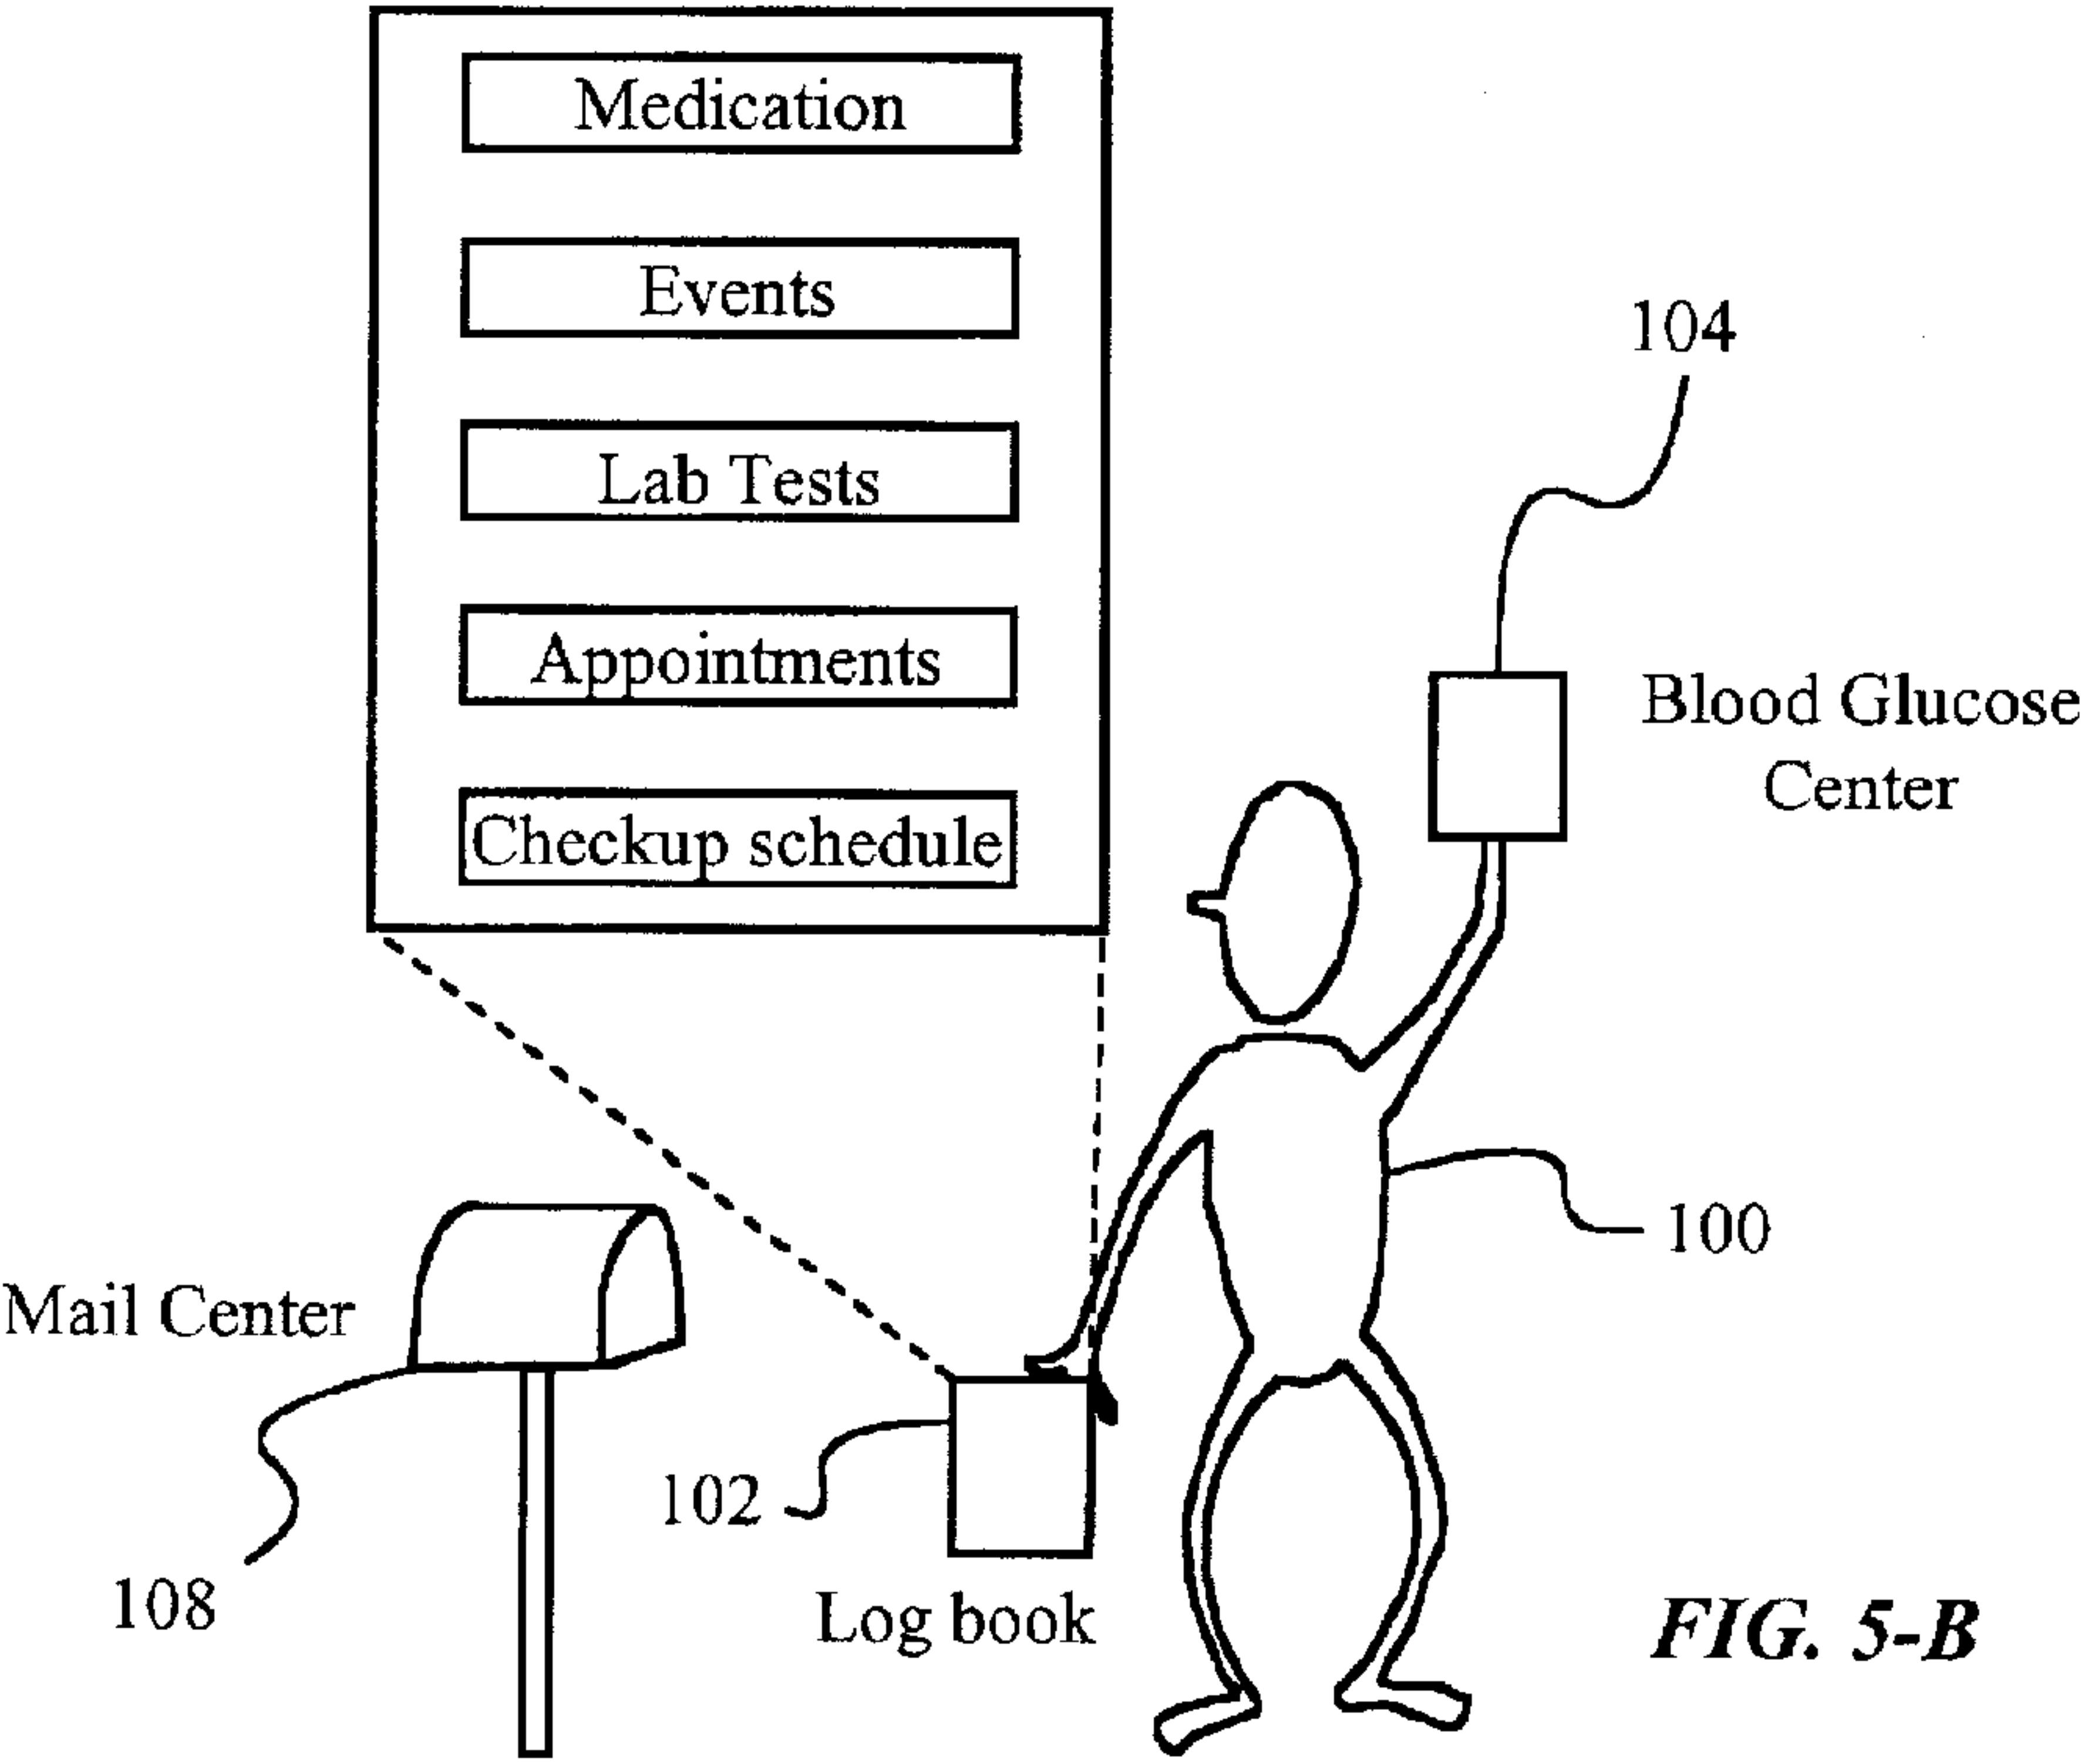 Medication
Events
Lab Tests
Appointments
Checkup schedule
104
Blood Glucose
Center
100
Mail Center
102
108
Log book
FIG. 5-B